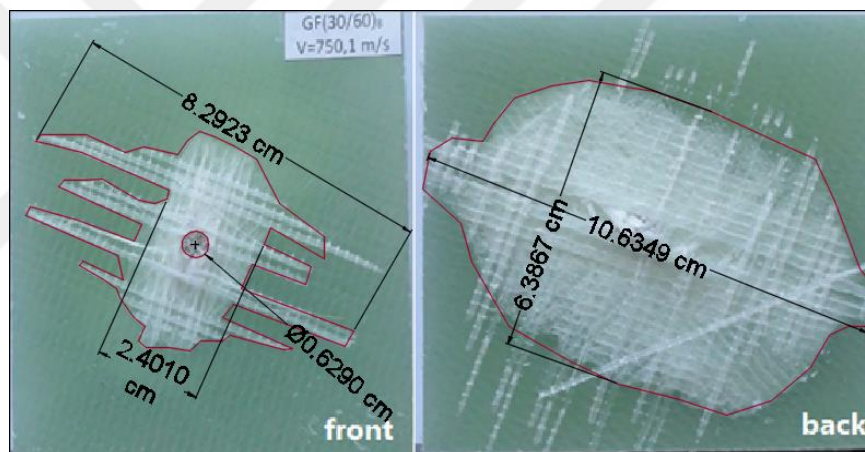 GF(30/60)₈
V=750,1 m/s
8.2923 cm
2.4010
cm
Ø0.6290 cm
front
6.3867 cm
10.6349 cm
back